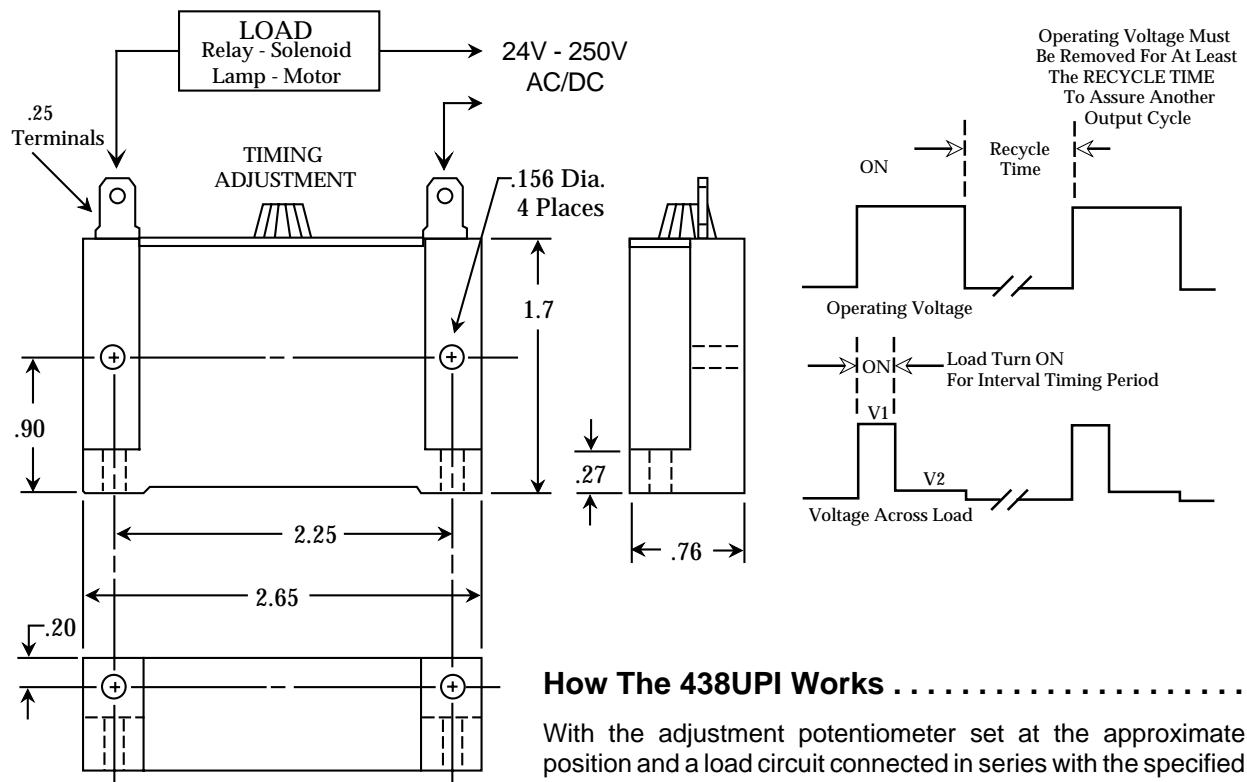 LOAD
Relay - Solenoid
Lamp - Motor
24V - 250V
AC/DC
.25
Terminals
TIMING
ADJUSTMENT
.156 Dia.
4 Places
1.7
.90
.27
2.25
.76
2.65
.20
Operating Voltage Must
Be Removed For At Least
The RECYCLE TIME
To Assure Another
Output Cycle
ON
Recycle
Time
Operating Voltage
ON
Load Turn ON
For Interval Timing Period
V1
V2
Voltage Across Load
How The 438UPI Works . . . . . . . . . . . . . . . . . . . . . .
With the adjustment potentiometer set at the approximate
position and a load circuit connected in series with the specified